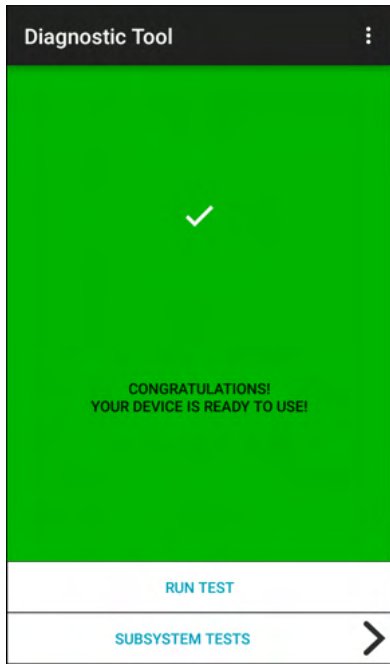 Diagnostic Tool
CONGRATULATIONS!
YOUR DEVICE IS READY TO USE!
RUN TEST
SUBSYSTEM TESTS